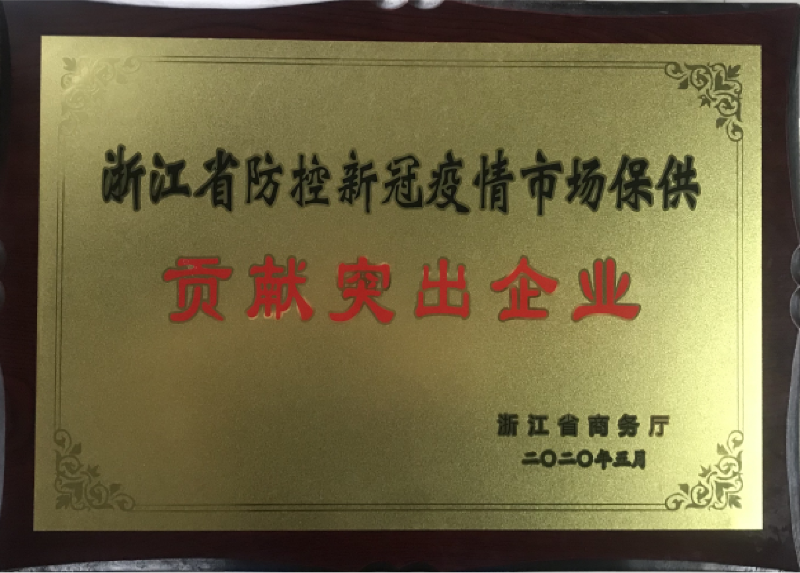 浙江省防控新冠疫情市场保供
贡献突出企业
浙江省商务厅
二〇二〇年五月